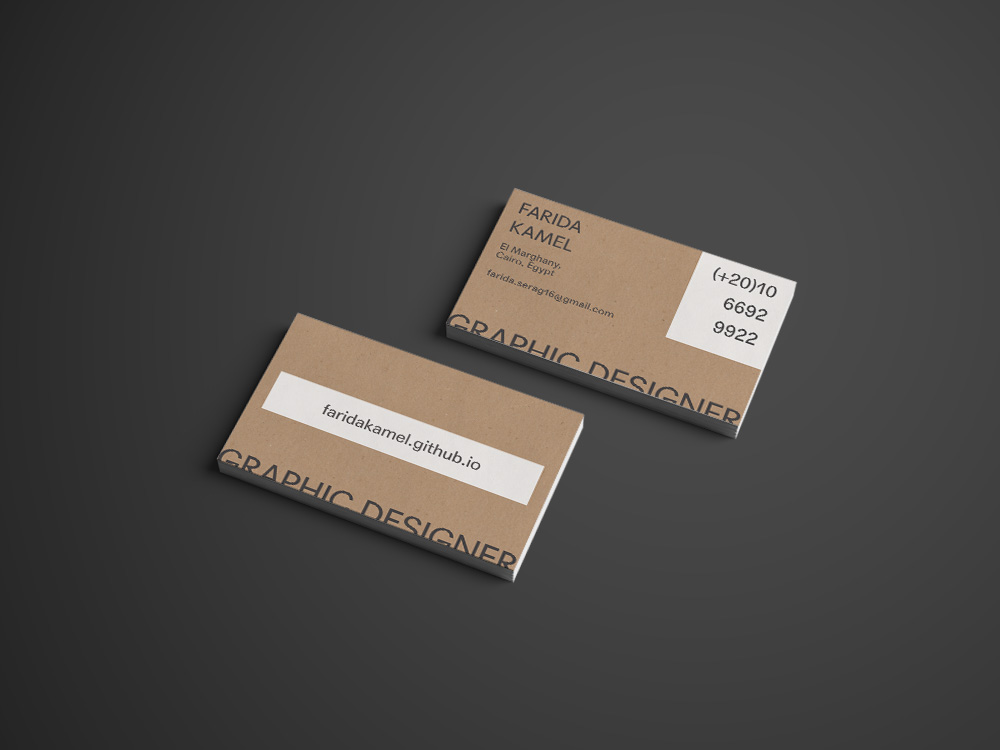 FARIDA
KAMEL
El Marghany,
Cairo, Egypt
farida.serag16@gmail.com
(+20)10
6692
9922
GRAPHIC DESIGNER
faridakamel.github.io
GRAPHIC DESIGNER